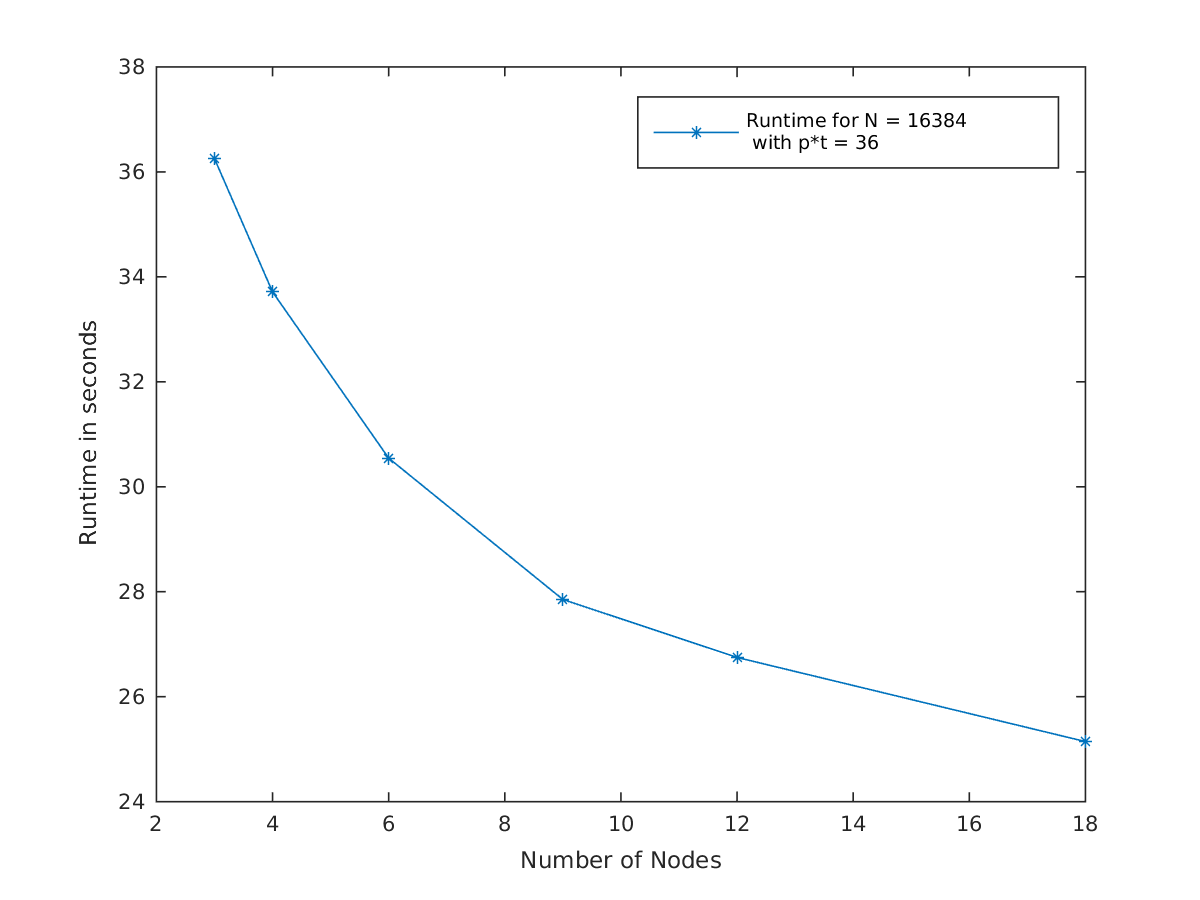 38
36
34
32
30
28
26
24
2 4 6 8 10 12 14 16 18
Runtime in seconds
Number of Nodes
Runtime for N = 16384
with p*t = 36